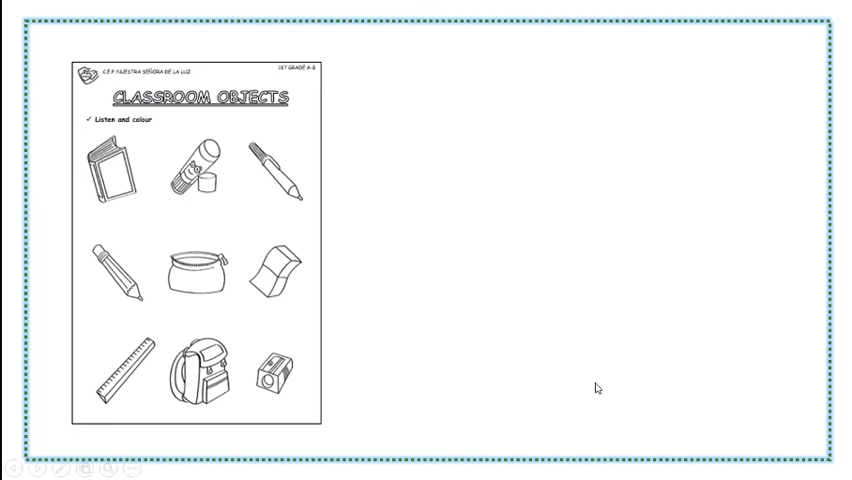 C.E.P. NUESTRA SEÑORA DE LA LUZ
1ST GRADE A-B
CLASSROOM OBJECTS
✓ Listen and colour